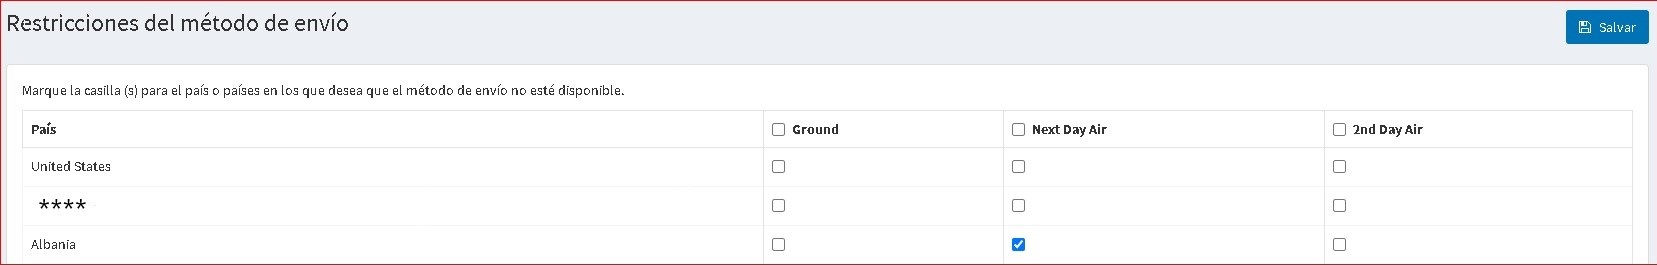 Restricciones del método de envío
Salvar
Marque la casilla (s) para el país o países en los que desea que el método de envío no esté disponible.
País Ground Next Day Air 2nd Day Air
United States
****
Albania